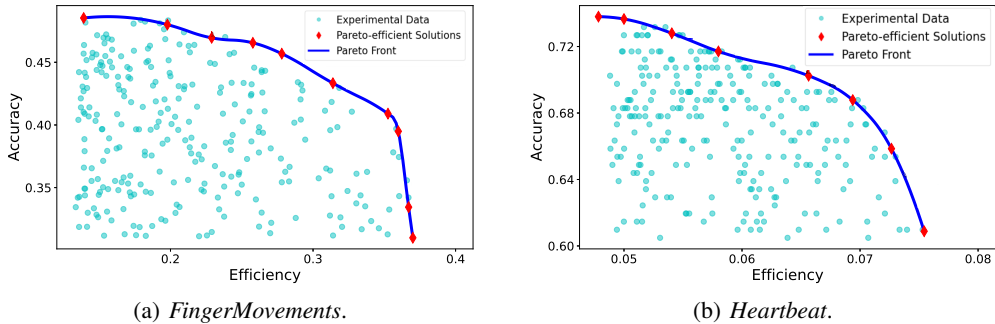 Experimental Data
Pareto-efficient Solutions
Pareto Front
0.45
0.40
0.35
Accuracy
0.2 0.3 0.4
Efficiency
(a) FingerMovements.
Experimental Data
Pareto-efficient Solutions
Pareto Front
0.72
0.68
0.64
0.60
Accuracy
0.05 0.06 0.07 0.08
Efficiency
(b) Heartbeat.